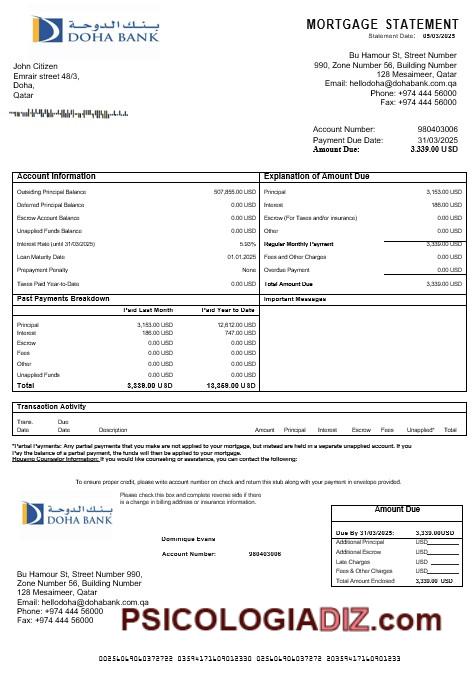 بنك الدوحة
DOHA BANK
MORTGAGE STATEMENT
Statement Date: 05/03/2025
John Citizen
Emrair street 48/3,
Doha,
Qatar
Bu Hamour St, Street Number
990, Zone Number 56, Building Number
128 Mesaimeer, Qatar
Email: hellodoha@dohabank.com.qa
Phone: +974 444 56000
Fax: +974 444 56000
Account Number: 980403006
Payment Due Date: 31/03/2025
Amount Due: 3.339.00 USD
Account Information
Outsiding Principal Balance 507,855.00 USD
Deferred Principal Balance 0.00 USD
Escrow Account Balance 0.00 USD
Unapplied Funds Balance 0.00 USD
Interest Rate (until 31/03/2025) 5.93%
Loan Maturity Date 01.01.2025
Prepayment Penalty None
Taxes Paid Year-to-Date 0.00 USD
Explanation of Amount Due
Principal 3,153.00 USD
Interest 186.00 USD
Escrow (For Taxes and/or insurance) 0.00 USD
Other 0.00 USD
Regular Monthly Payment 3,339.00 USD
Fees and Other Charges 0.00 USD
Overdue Payment 0.00 USD
Total Amount Due 3,339.00 USD
Past Payments Breakdown
Paid Last Month Paid Year to Date
Principal 3,153.00 USD 12,612.00 USD
Interest 186.00 USD 747.00 USD
Escrow 0.00 USD 0.00 USD
Fees 0.00 USD 0.00 USD
Other 0.00 USD 0.00 USD
Unapplied Funds 0.00 USD 0.00 USD
Total 3,339.00 USD 13,359.00 USD
Important Messages
Transaction Activity
Trans. Date Due Date Description Amount Principal Interest Escrow Fees Unapplied* Total
*Partial Payments: Any partial payments that you make are not applied to your mortgage, but instead are held in a separate unapplied account. If you
Pay the balance of a partial payment, the funds will then be applied to your mortgage.
Housing Counselor Information: If you would like counseling or assistance, you can contact the following:
To ensure proper credit, please write account number on check and return this stub along with your payment in envelope provided.
بنك الدوحة
DOHA BANK
Please check this box and complete reverse side if there
is a change in billing address or insurance information.
Dominique Evans
Account Number: 980403006
Amount Due
Due By 31/03/2025: 3,339.00USD
Additional Principal USD
Additional Escrow USD
Late Charges USD
Fees & Other Charges USD
Total Amount Enclosed 3,339.00 USD
Bu Hamour St, Street Number 990,
Zone Number 56, Building Number
128 Mesaimeer, Qatar
Email: hellodoha@dohabank.com.qa
Phone: +974 444 56000
Fax: +974 444 56000
PSICOLOGIADIZ.com